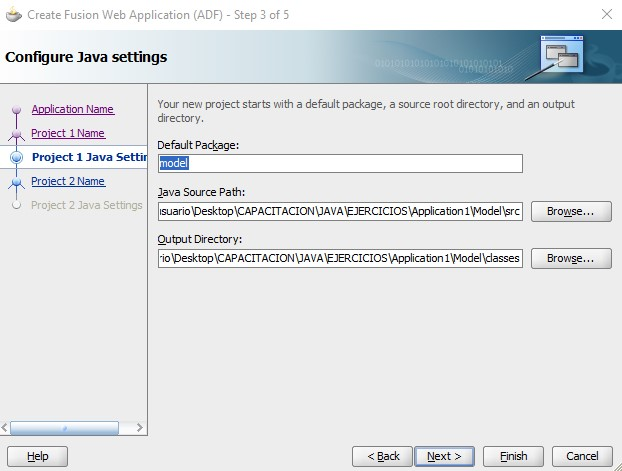 Create Fusion Web Application (ADF) - Step 3 of 5
Configure Java settings
01010101010101010101010101
01010101010
Application Name
Project 1 Name
Project 1 Java Settin
Project 2 Name
Project 2 Java Settings
Your new project starts with a default package, a source root directory, and an output
directory.
Default Package:
model
Java Source Path:
isuario\Desktop\CAPACITACION\JAVA\EJERCICIOS\Application1\Model\src
Browse...
Output Directory:
rio\Desktop\CAPACITACION\JAVA\EJERCICIOS\Application1\Model\classes
Browse...
Help
< Back
Next >
Finish
Cancel